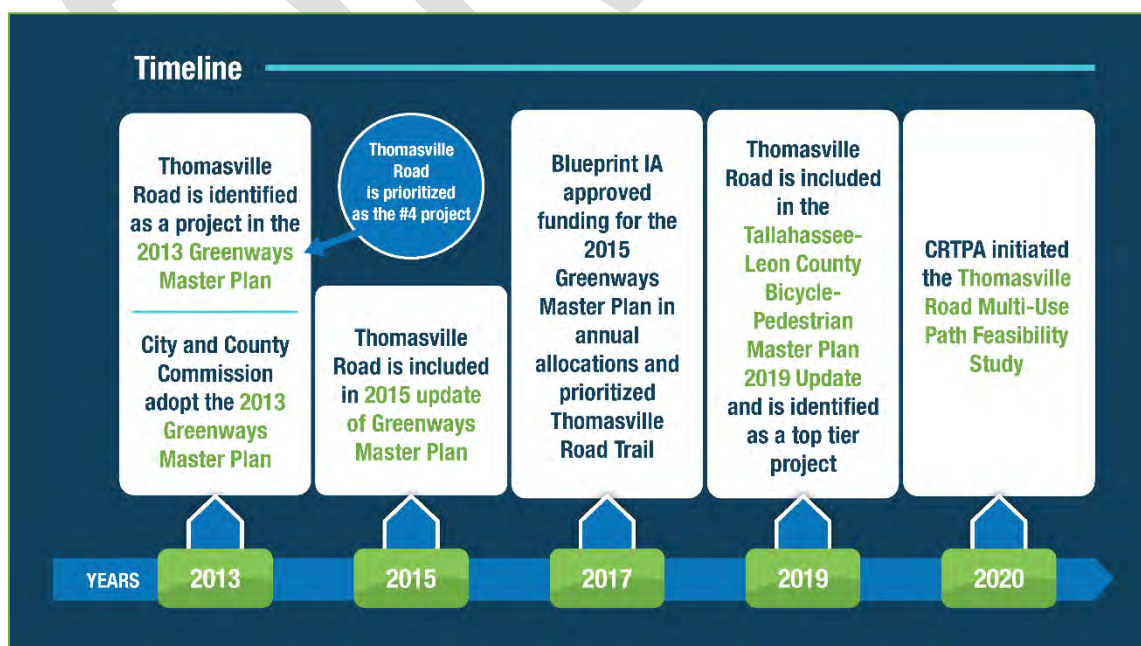 Timeline
Thomasville
Road is identified
as a project in the
2013 Greenways
Master Plan
City and County
Commission
adopt the 2013
Greenways
Master Plan
Thomasville
Road
is prioritized
as the #4 project
Thomasville
Road is included
in 2015 update
of Greenways
Master Plan
Blueprint IA
approved
funding for the
2015
Greenways
Master Plan in
annual
allocations and
prioritized
Thomasville
Road Trail
Thomasville
Road is included
in the
Tallahassee-
Leon County
Bicycle-
Pedestrian
Master Plan
2019 Update
and is identified
as a top tier
project
CRTPA initiated
the Thomasville
Road Multi-Use
Path Feasibility
Study
YEARS 2013 2015 2017 2019 2020